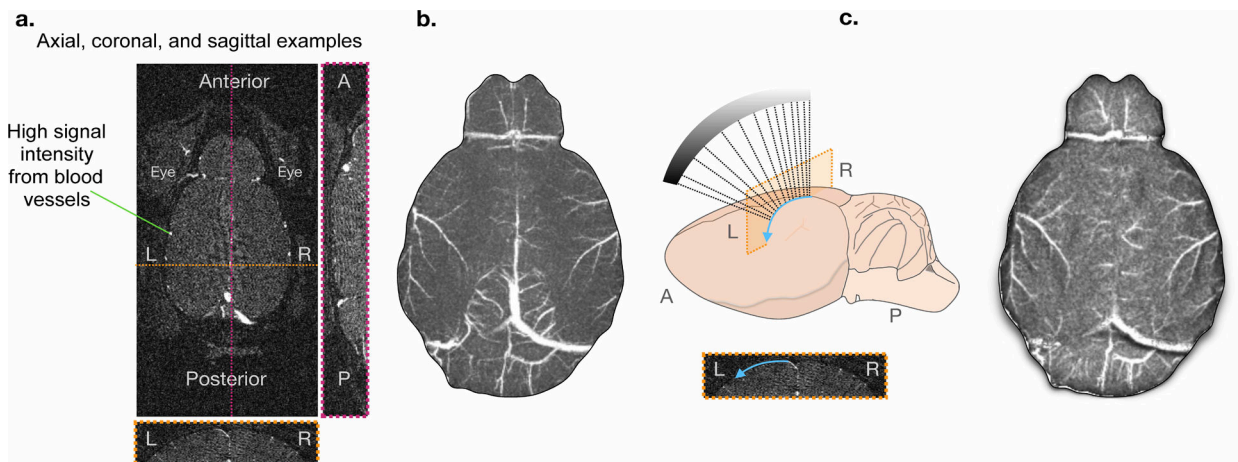 a.
Axial, coronal, and sagittal examples
Anterior
A
High signal
intensity
from blood
vessels
Eye
Eye
L
R
Posterior
P
L
R
b.
R
L
A
P
L
R
c.